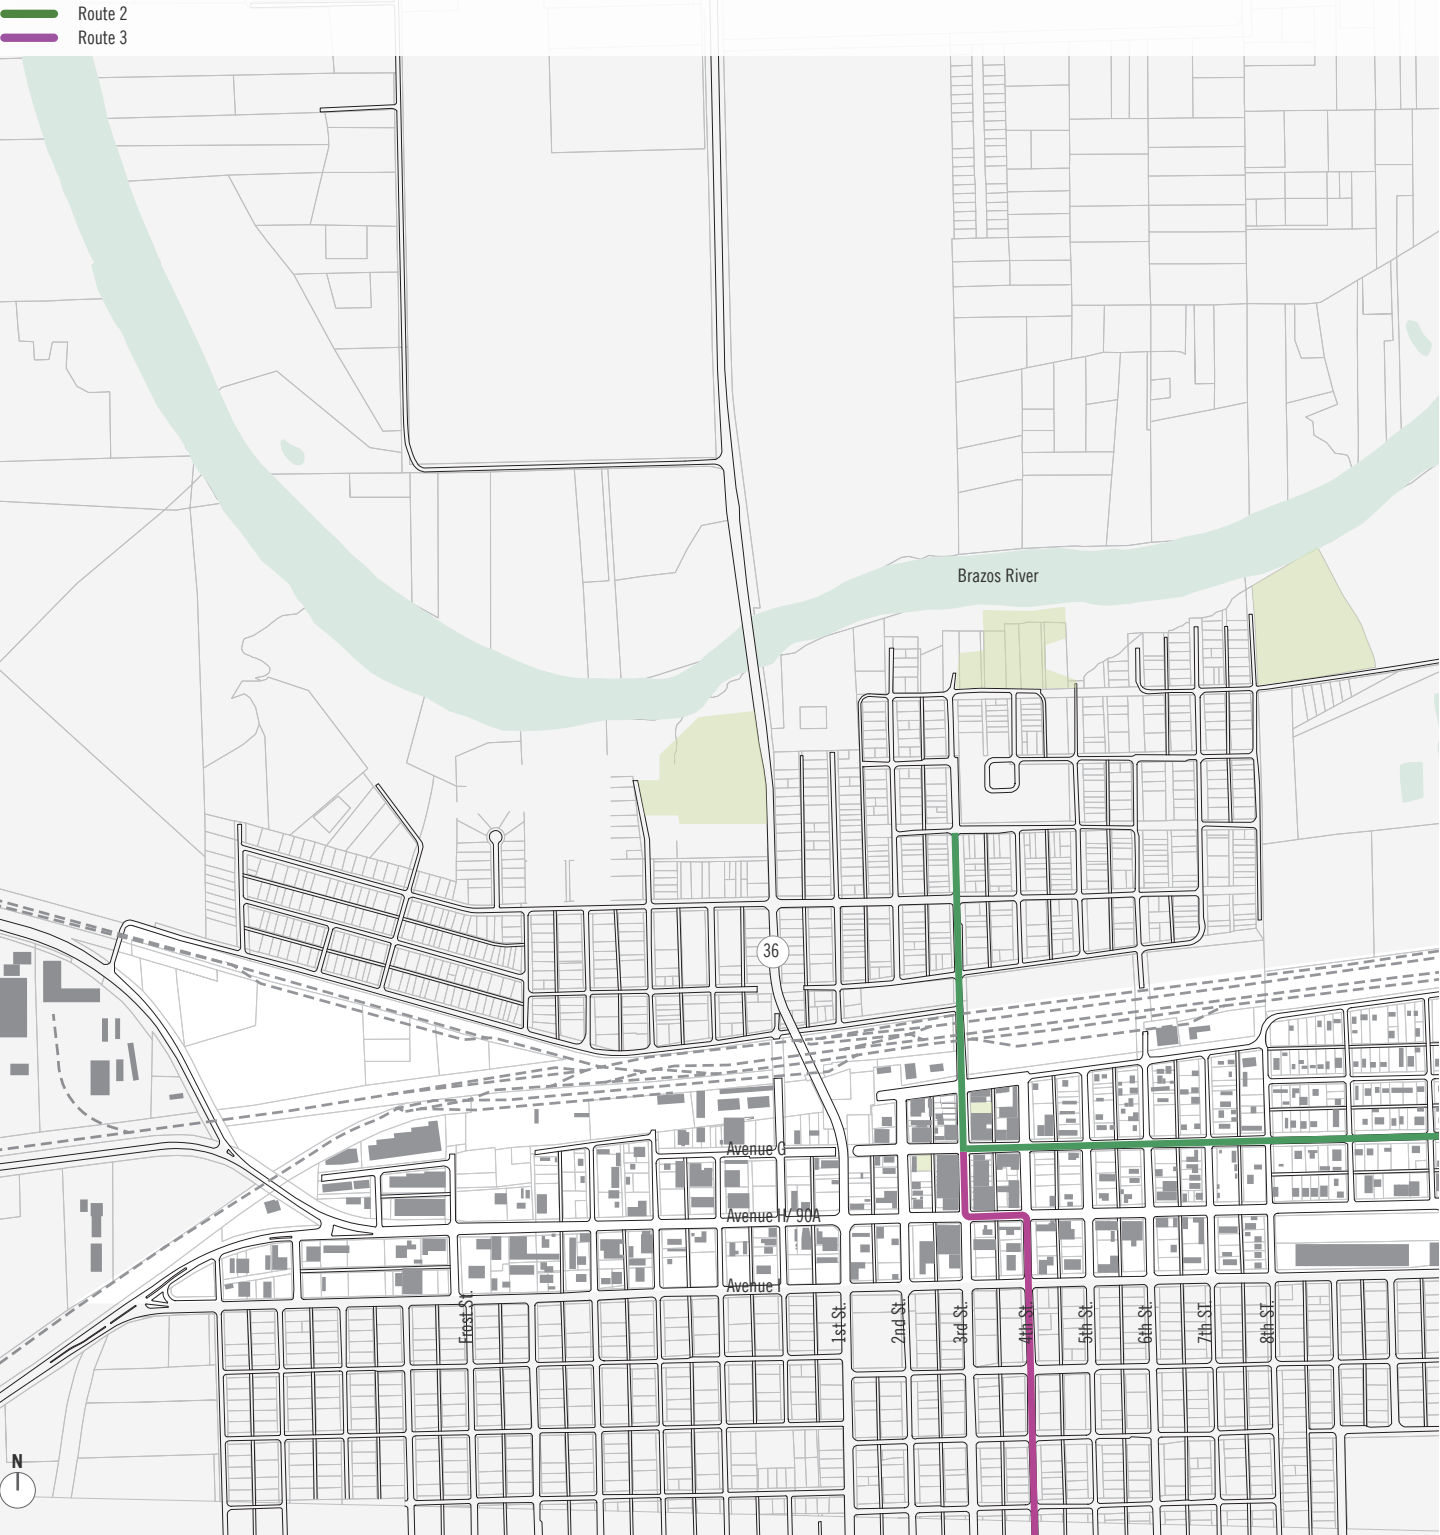 Route 2
Route 3
Brazos River
36
Avenue G
Avenue H/ 90A
Avenue I
Frost St.
1st St.
2nd St.
3rd St.
4th St.
5th St.
6th St.
7th ST.
8th ST.
N